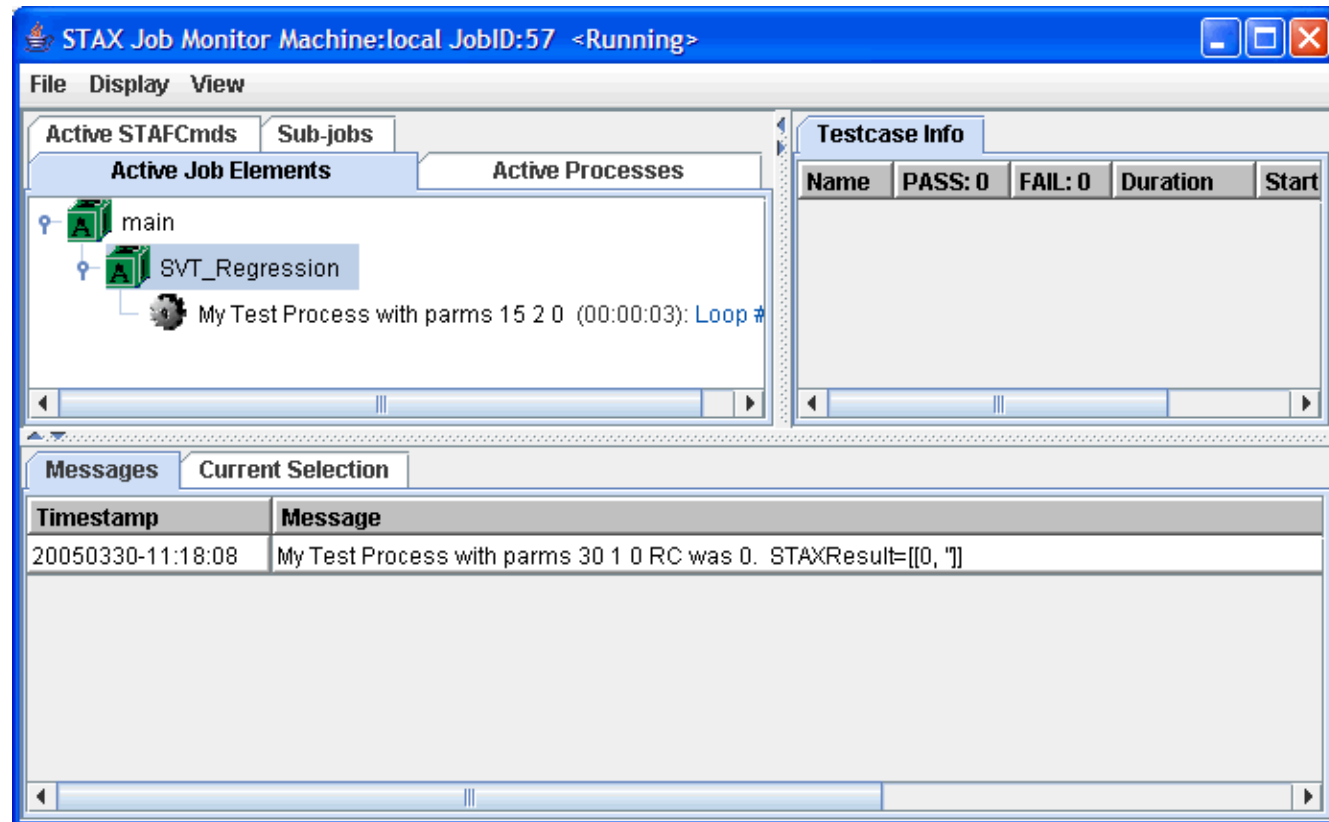 STAX Job Monitor Machine:local JobID:57 <Running>
File Display View
Active STAFCmds Sub-jobs
Active Job Elements Active Processes
main
SVT_Regression
My Test Process with parms 15 2 0 (00:00:03): Loop #
Testcase Info
Name PASS: 0 FAIL: 0 Duration Start
Messages Current Selection
Timestamp Message
20050330-11:18:08 My Test Process with parms 30 1 0 RC was 0. STAXResult=[[0, '']]